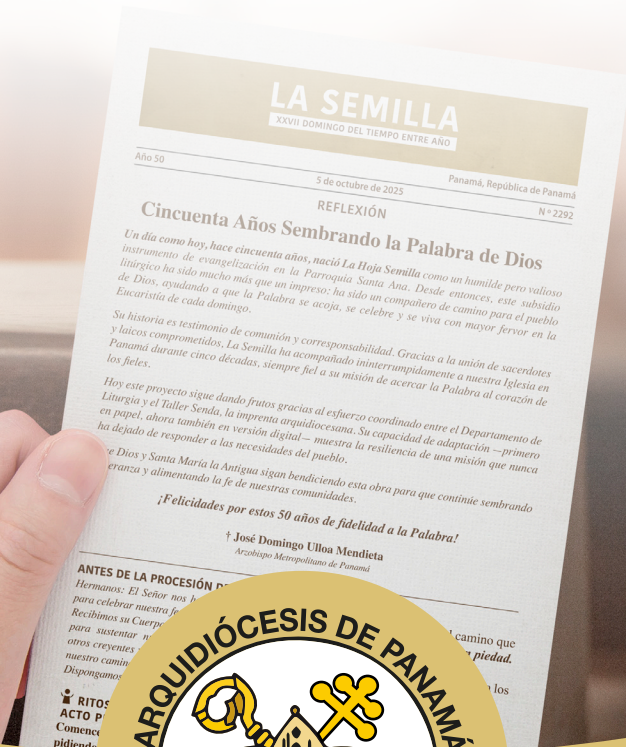 LA SEMILLA
XXVII DOMINGO DEL TIEMPO ENTRE AÑO
Año 50
5 de octubre de 2025
Panamá, República de Panamá
N º 2292
REFLEXIÓN
Cincuenta Años Sembrando la Palabra de Dios
Un día como hoy, hace cincuenta años, nació La Hoja Semilla como un humilde pero valioso
instrumento de evangelización en la Parroquia Santa Ana. Desde entonces, este subsidio
litúrgico ha sido mucho más que un impreso: ha sido un compañero de camino para el pueblo
de Dios, ayudando a que la Palabra se acoja, se celebre y se viva con mayor fervor en la
Eucaristía de cada domingo.
Su historia es testimonio de comunión y corresponsabilidad. Gracias a la unión de sacerdotes
y laicos comprometidos, La Semilla ha acompañado ininterrumpidamente a nuestra Iglesia en
Panamá durante cinco décadas, siempre fiel a su misión de acercar la Palabra al corazón de
los fieles.
Hoy este proyecto sigue dando frutos gracias al esfuerzo coordinado entre el Departamento de
Liturgia y el Taller Senda, la imprenta arquidiocesana. Su capacidad de adaptación —primero
en papel, ahora también en versión digital— muestra la resiliencia de una misión que nunca
ha dejado de responder a las necesidades del pueblo.
e Dios y Santa María la Antigua sigan bendiciendo esta obra para que continúe sembrando
eranza y alimentando la fe de nuestras comunidades.
¡Felicidades por estos 50 años de fidelidad a la Palabra!
† José Domingo Ulloa Mendieta
Arzobispo Metropolitano de Panamá
ANTES DE LA PROCESIÓN DE
Hermanos: El Señor nos h
para celebrar nuestra fe
l camino que
Recibimos su Cuerpo
a piedad.
para sustentar n
otros creyentes
n los
nuestro camin
Dispongamos
RITOS
ACTO P
Comenc
pidiendo
ARQUIDIÓCESIS DE PANAMÁ